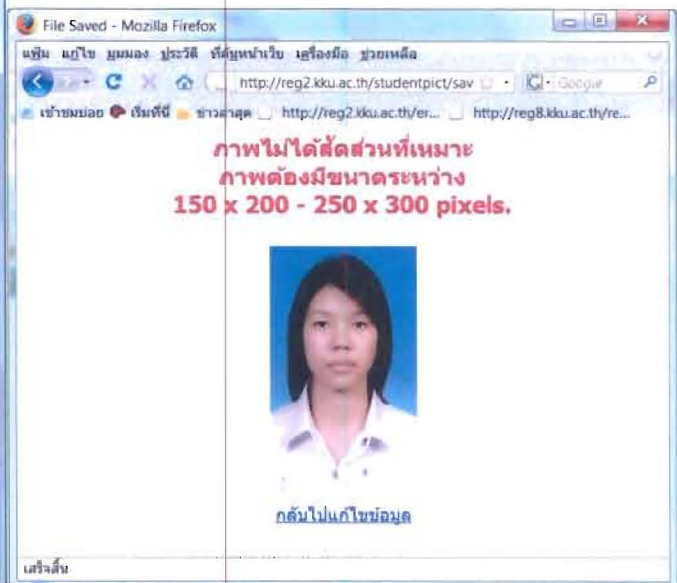 File Saved - Mozilla Firefox
แฟ้ม แก้ไข มุมมอง ประวัติ ที่คั่นหน้าเว็บ เครื่องมือ ช่วยเหลือ
http://reg2.kku.ac.th/studentpict/sav Google
เข้าชมบ่อย เริ่มที่นี่ ข่าวล่าสุด http://reg2.kku.ac.th/er... http://reg8.kku.ac.th/re...
ภาพไม่ได้สัดส่วนที่เหมาะ
ภาพต้องมีขนาดระหว่าง
150 x 200 - 250 x 300 pixels.
กลับไปแก้ไขข้อมูล
เสร็จสิ้น